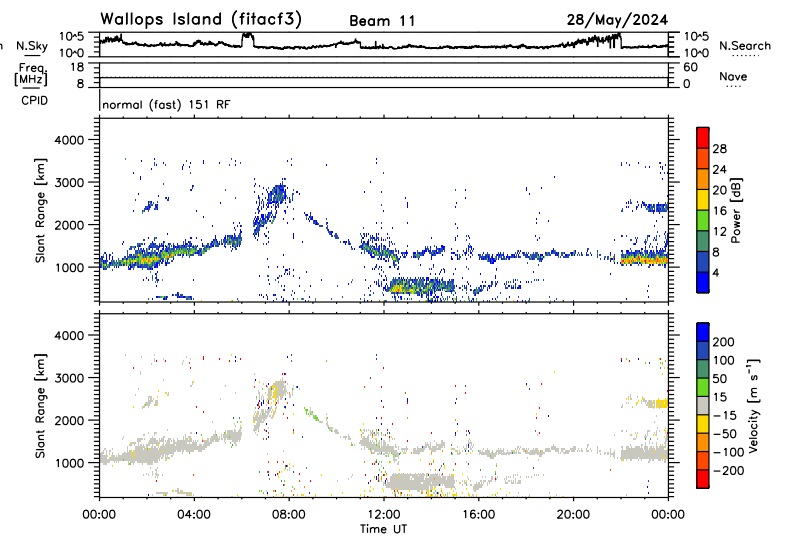 Wallops Island (fitacf3) Beam 11 28/May/2024
n N.Sky 10^5 10^0 10^5 10^0 N.Search
Freq. [MHz] 18 8 60 0 Nave
CPID normal (fast) 151 RF
Slant Range [km] 4000 3000 2000 1000
28 24 20 16 12 8 4 Power [dB]
Slant Range [km] 4000 3000 2000 1000
200 100 50 15 −15 −50 −100 −200 Velocity [m s⁻¹]
00:00 04:00 08:00 12:00 16:00 20:00 00:00
Time UT